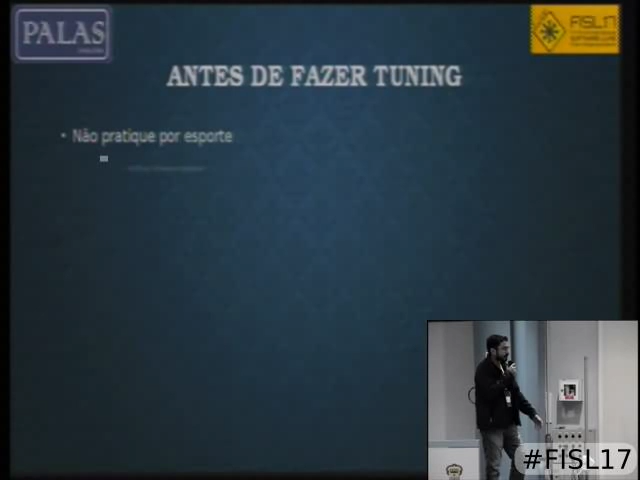 PALAS
FISL17
ANTES DE FAZER TUNING
• Não pratique por esporte
#FISL17